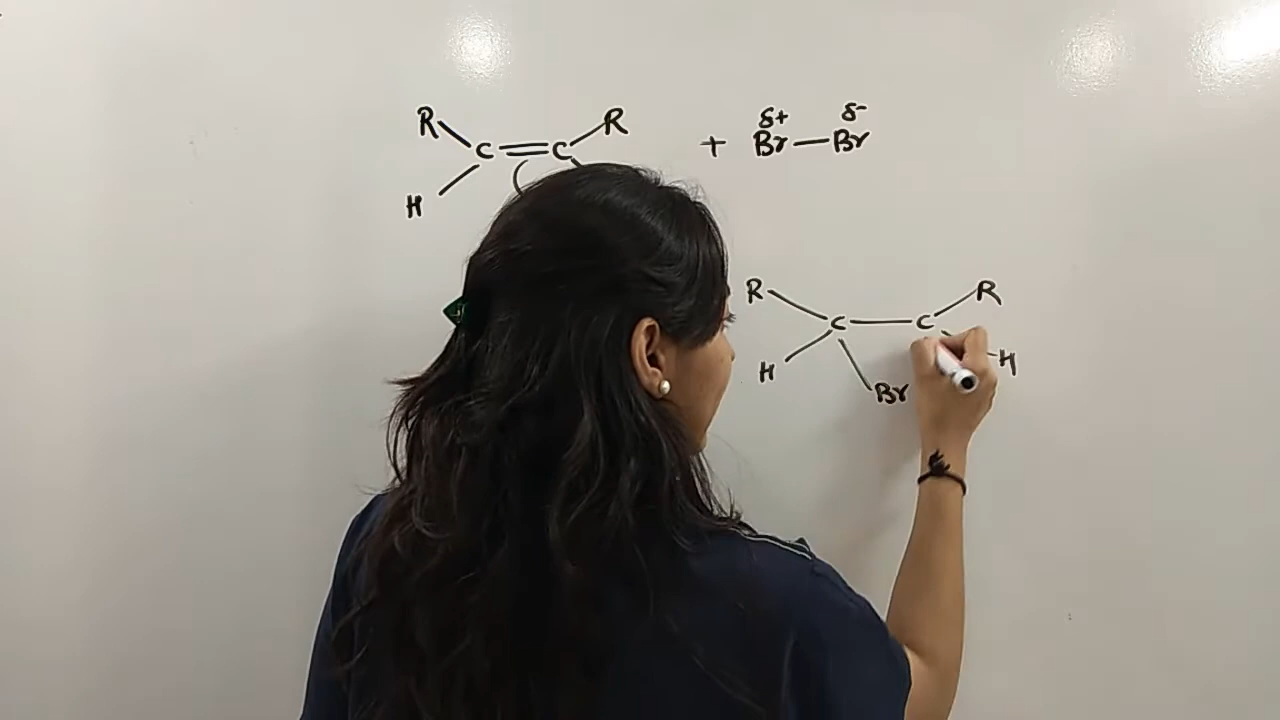 R R δ+ δ-
C = C + Br — Br
H
R R
C — C
H Br H